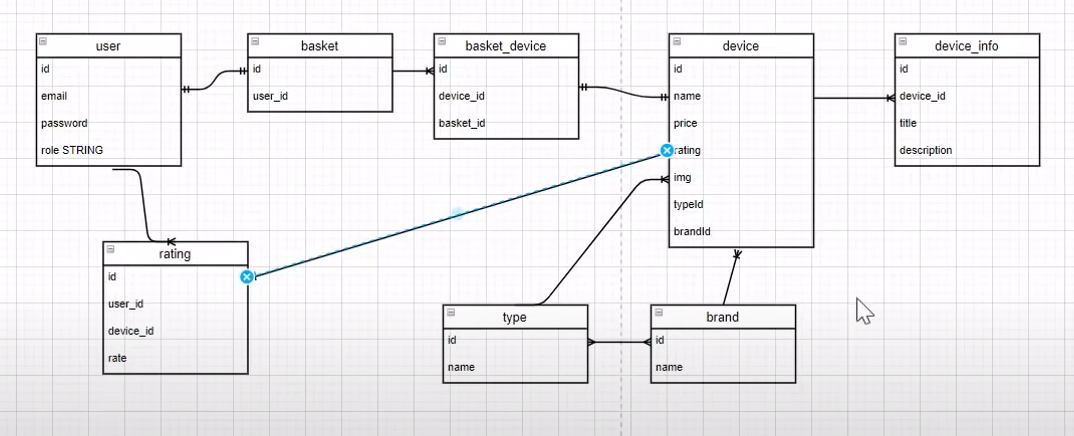 user
id
email
password
role STRING
basket
id
user_id
basket_device
id
device_id
basket_id
device
id
name
price
rating
img
typeId
brandId
device_info
id
device_id
title
description
rating
id
user_id
device_id
rate
type
id
name
brand
id
name